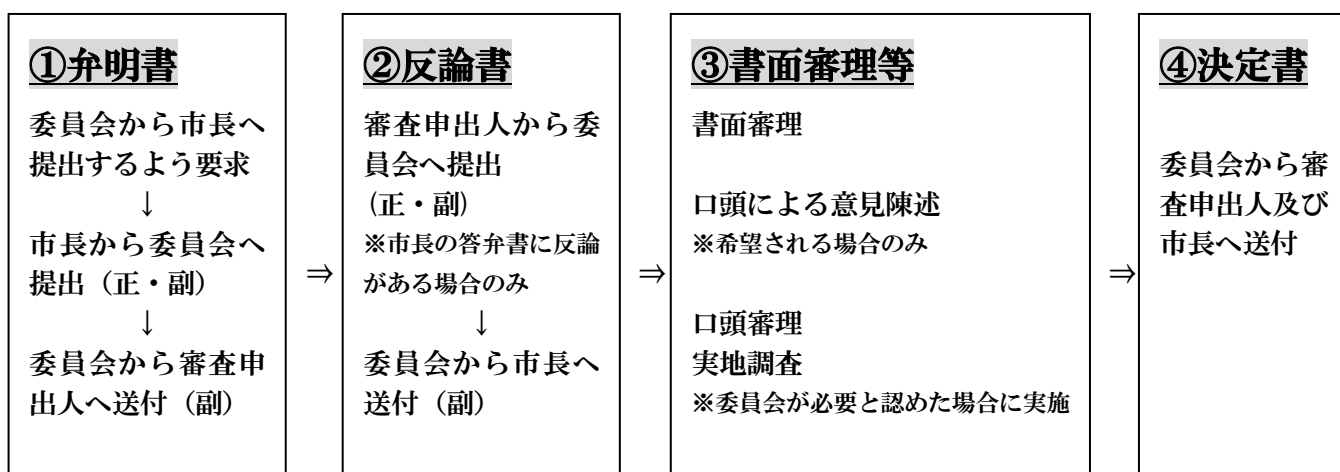 ①弁明書
委員会から市長へ
提出するよう要求
↓
市長から委員会へ
提出（正・副）
↓
委員会から審査申
出人へ送付（副）
⇒
②反論書
審査申出人から委
員会へ提出
（正・副）
※市長の答弁書に反論
がある場合のみ
↓
委員会から市長へ
送付（副）
⇒
③書面審理等
書面審理
口頭による意見陳述
※希望される場合のみ
口頭審理
実地調査
※委員会が必要と認めた場合に実施
⇒
④決定書
委員会から審
査申出人及び
市長へ送付